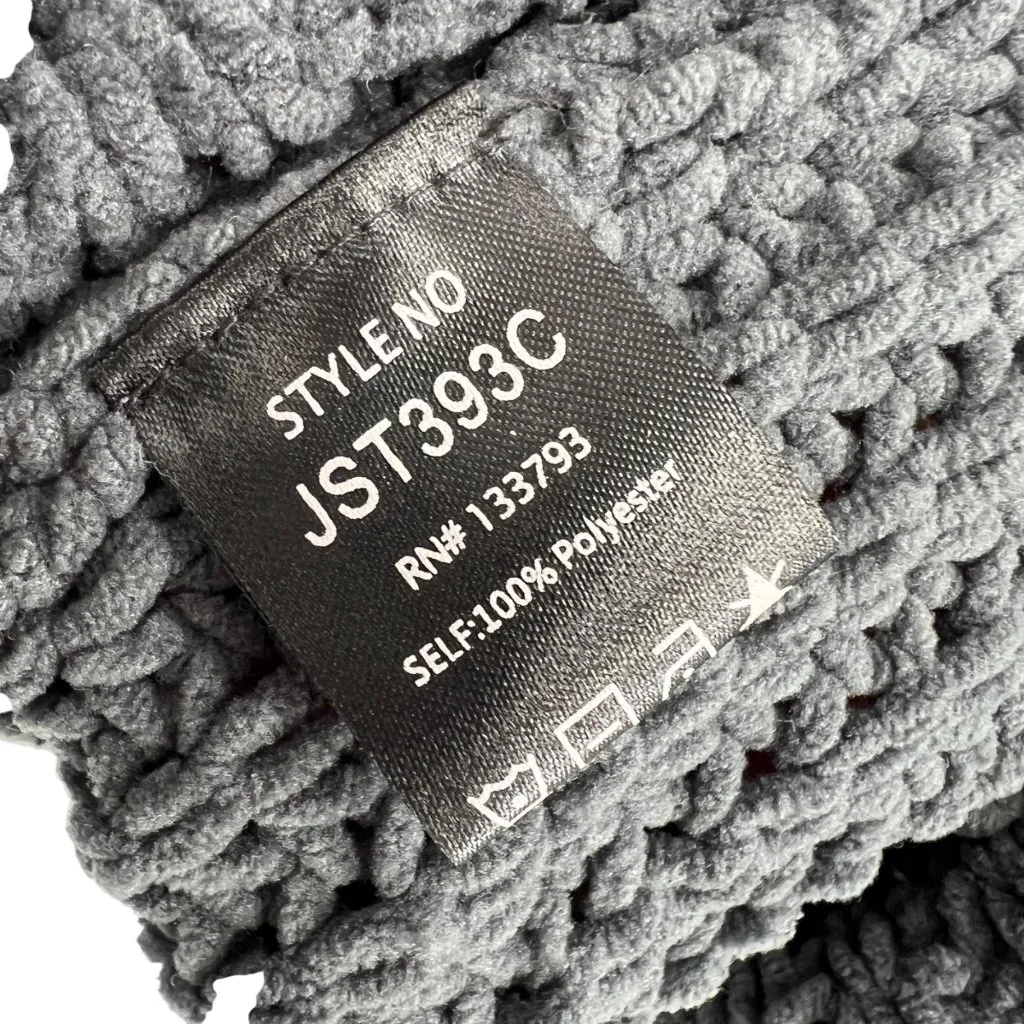 STYLE NO
JST393C
RN# 133793
SELF:100% Polyester